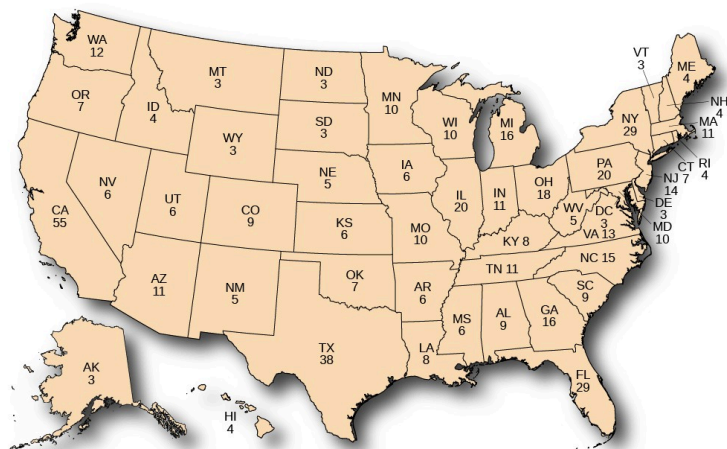 WA
12
OR
7
CA
55
NV
6
ID
4
MT
3
WY
3
UT
6
AZ
11
CO
9
NM
5
ND
3
SD
3
NE
5
KS
6
OK
7
TX
38
MN
10
IA
6
MO
10
AR
6
LA
8
WI
10
IL
20
MI
16
IN
11
OH
18
KY 8
TN 11
MS
6
AL
9
GA
16
FL
29
SC
9
NC 15
VA 13
WV
5
DC
3
PA
20
NY
29
VT
3
ME
4
NH
4
MA
11
RI
4
CT
7
NJ
14
DE
3
MD
10
AK
3
HI
4